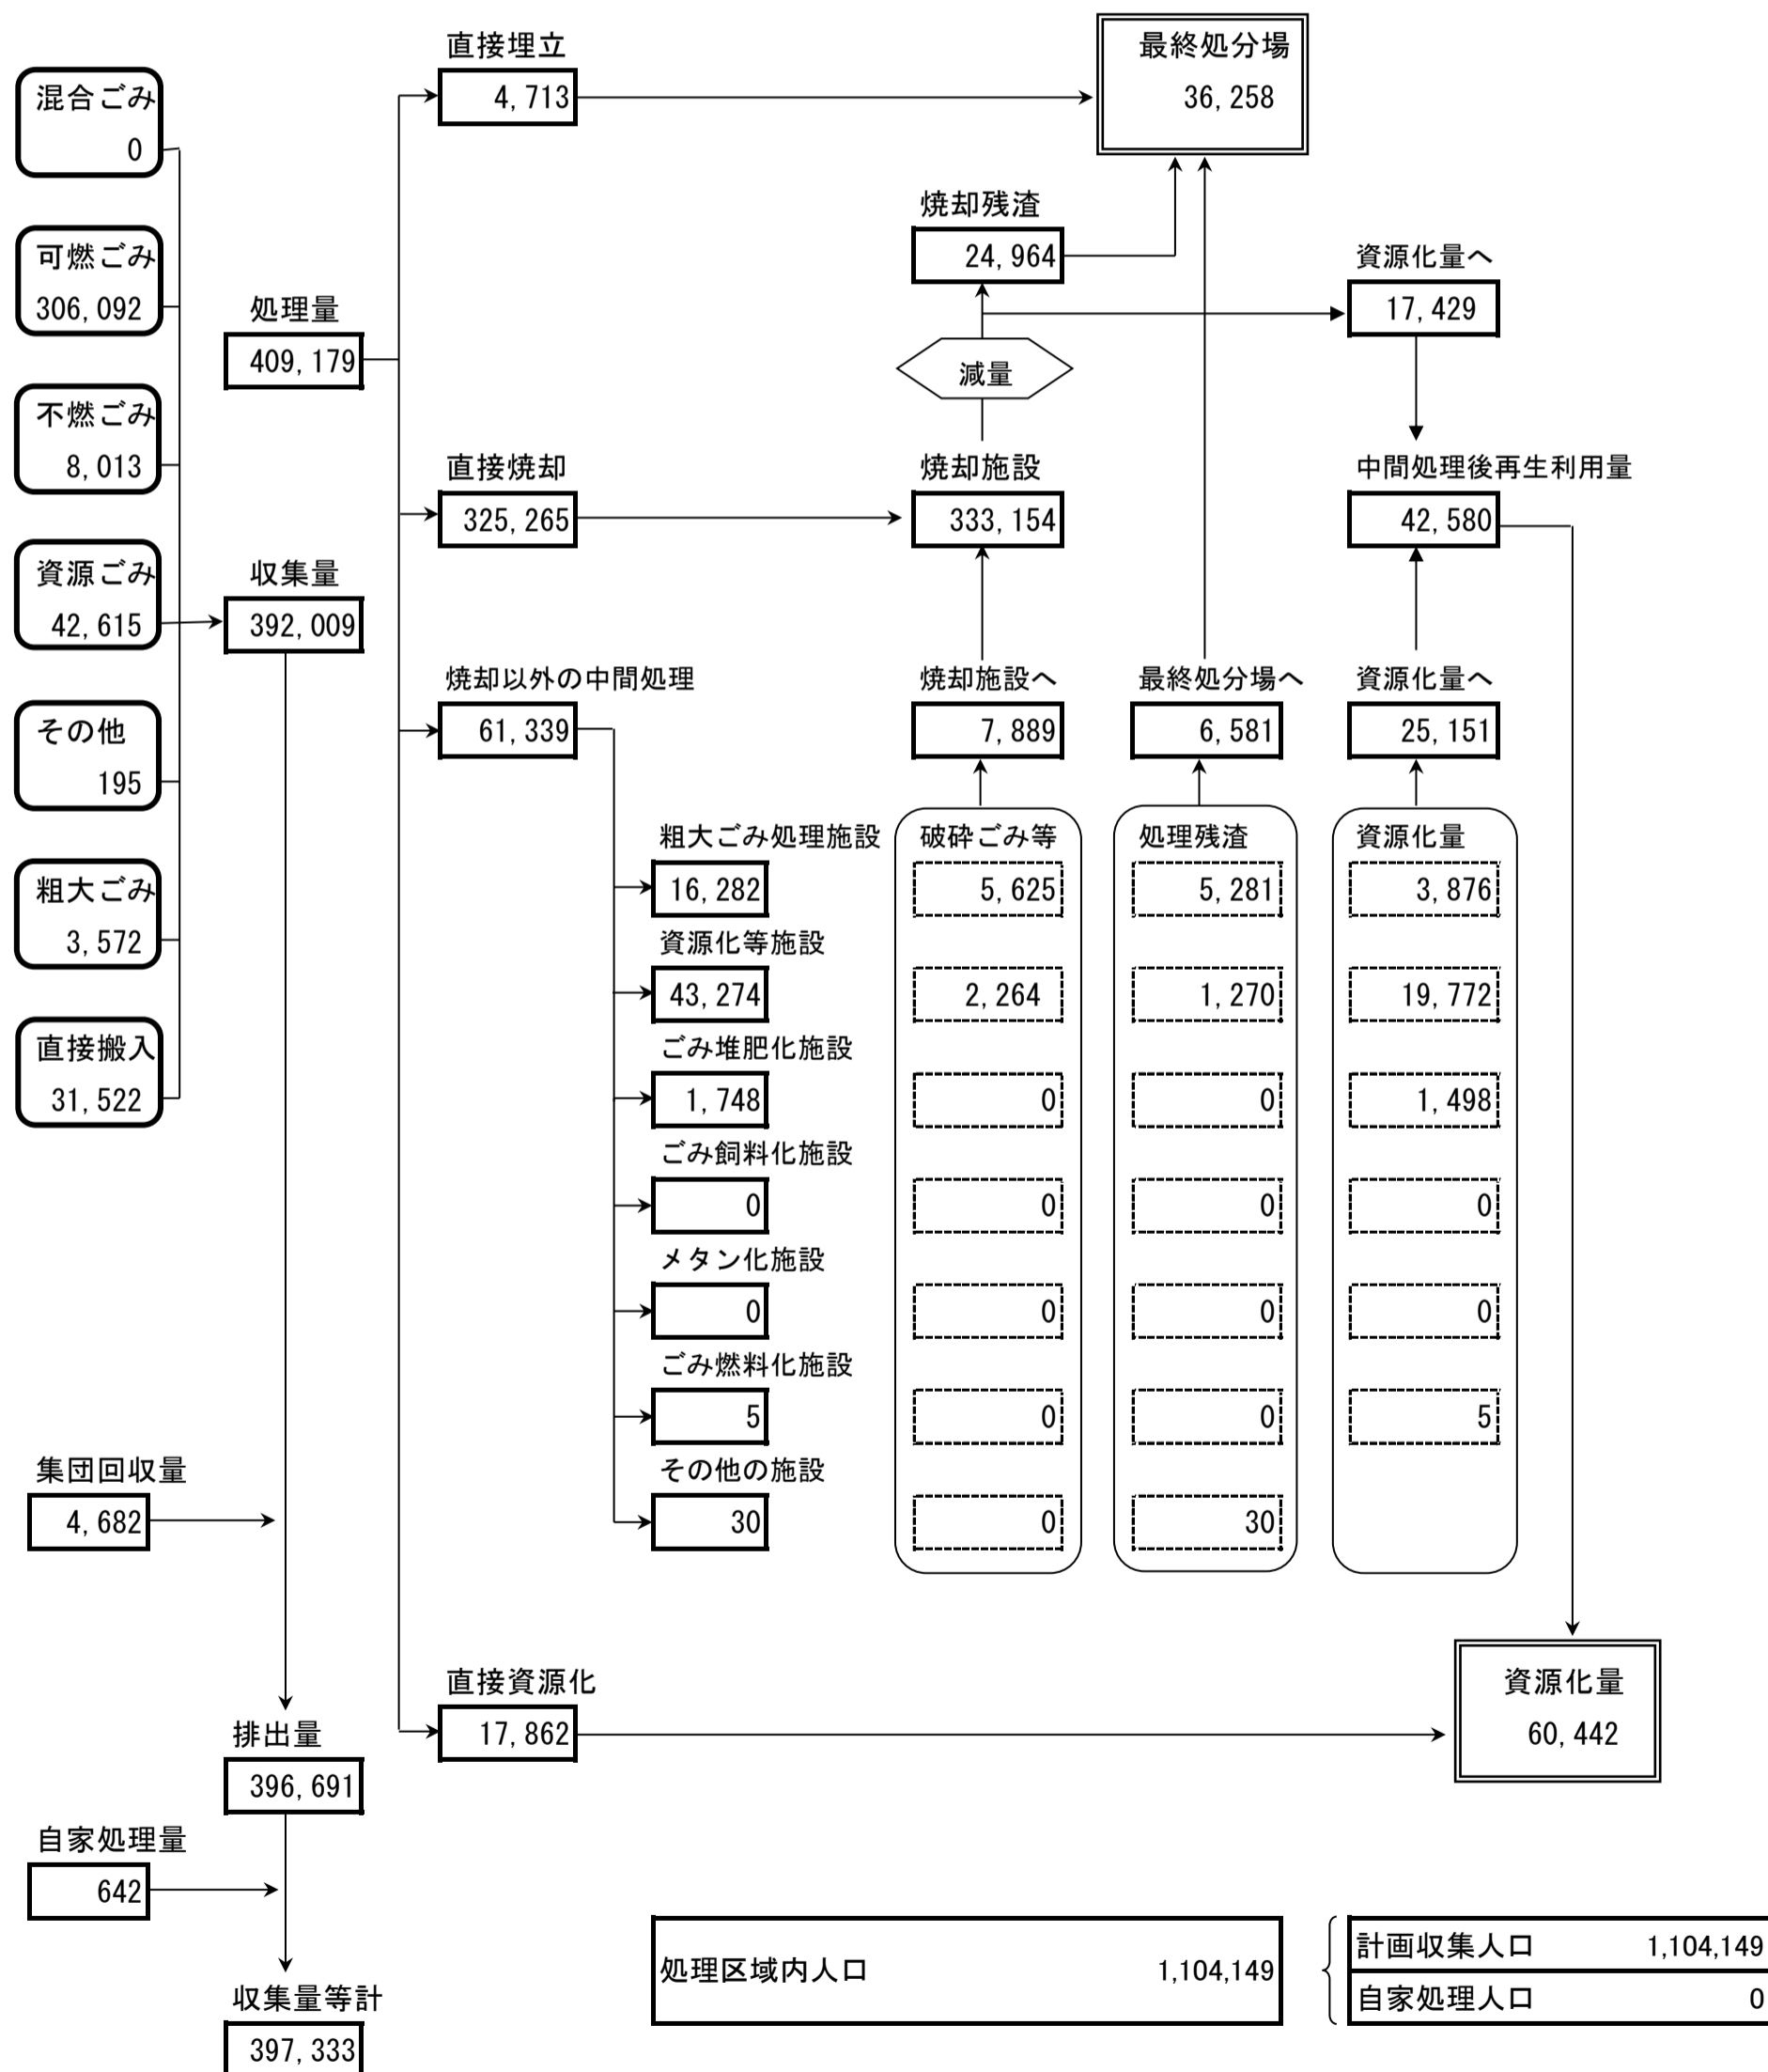 直接埋立
4,713
最終処分場
36,258
混合ごみ
0
焼却残渣
24,964
可燃ごみ
306,092
資源化量へ
17,429
処理量
409,179
減量
不燃ごみ
8,013
直接焼却
325,265
焼却施設
333,154
中間処理後再生利用量
42,580
資源ごみ
42,615
収集量
392,009
焼却以外の中間処理
61,339
焼却施設へ
7,889
最終処分場へ
6,581
資源化量へ
25,151
その他
195
粗大ごみ処理施設
16,282
破砕ごみ等
5,625
処理残渣
5,281
資源化量
3,876
粗大ごみ
3,572
資源化等施設
43,274
2,264
1,270
19,772
直接搬入
31,522
ごみ堆肥化施設
1,748
0
0
1,498
ごみ飼料化施設
0
0
0
0
メタン化施設
0
0
0
0
ごみ燃料化施設
5
0
0
5
集団回収量
4,682
その他の施設
30
0
30
直接資源化
17,862
資源化量
60,442
排出量
396,691
自家処理量
642
処理区域内人口 1,104,149
計画収集人口 1,104,149
自家処理人口 0
収集量等計
397,333